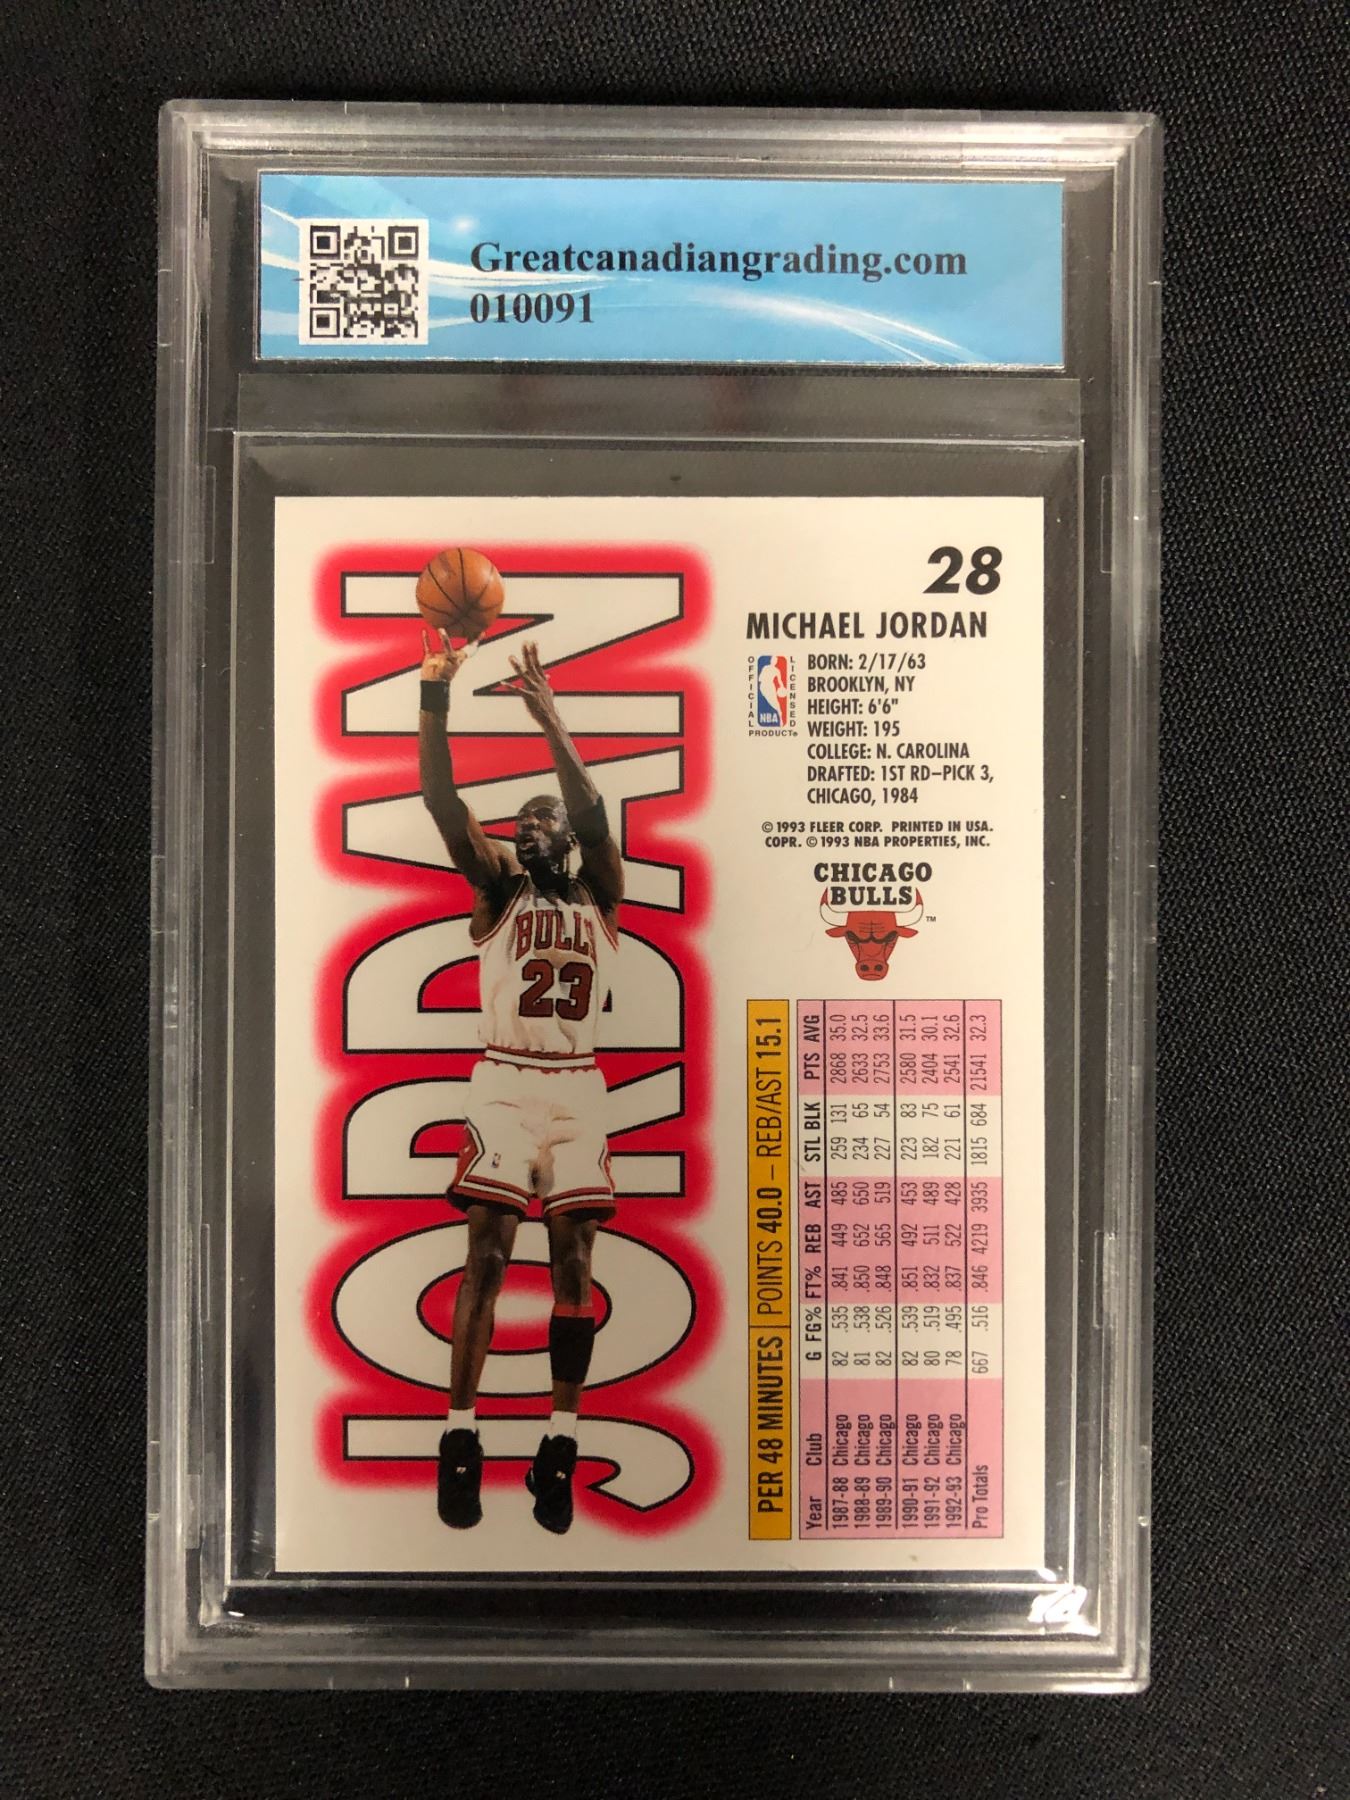 Greatcanadiangrading.com
010091
28
MICHAEL JORDAN
OFFICIAL LICENSED
NBA
PRODUCT®
BORN: 2/17/63
BROOKLYN, NY
HEIGHT: 6'6"
WEIGHT: 195
COLLEGE: N. CAROLINA
DRAFTED: 1ST RD–PICK 3,
CHICAGO, 1984
© 1993 FLEER CORP. PRINTED IN USA.
COPR. © 1993 NBA PROPERTIES, INC.
CHICAGO
BULLS
™
JORDAN
BULLS
23
PER 48 MINUTES | POINTS 40.0 – REB/AST 15.1
Year Club G FG% FT% REB AST STL BLK PTS AVG
1987-88 Chicago 82 .535 .841 449 485 259 131 2868 35.0
1988-89 Chicago 81 .538 .850 652 650 234 65 2633 32.5
1989-90 Chicago 82 .526 .848 565 519 227 54 2753 33.6
1990-91 Chicago 82 .539 .851 492 453 223 83 2580 31.5
1991-92 Chicago 80 .519 .832 511 489 182 75 2404 30.1
1992-93 Chicago 78 .495 .837 522 428 221 61 2541 32.6
Pro Totals 667 .516 .846 4219 3935 1815 684 21541 32.3